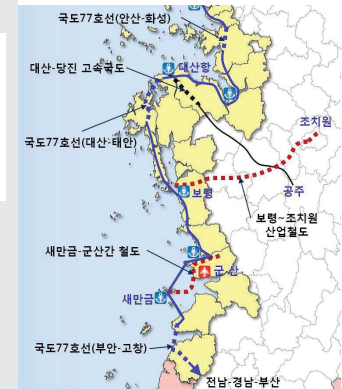 국도77호선(안산-화성)
대산-당진 고속국도
대산항
국도77호선(대산-태안)
조치원
공주
보령
보령~조치원
산업철도
새만금-군산간 철도
군 산
새만금
국도77호선(부안-고창)
전남-경남-부산